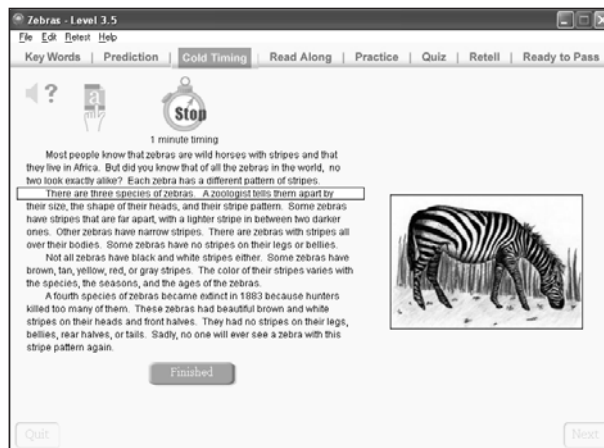 Zebras - Level 3.5
File Edit Retest Help
Key Words | Prediction | Cold Timing | Read Along | Practice | Quiz | Retell | Ready to Pass
?
a
Stop
1 minute timing
Most people know that zebras are wild horses with stripes and that
they live in Africa. But did you know that of all the zebras in the world, no
two look exactly alike? Each zebra has a different pattern of stripes.
There are three species of zebras. A zoologist tells them apart by
their size, the shape of their heads, and their stripe pattern. Some zebras
have stripes that are far apart, with a lighter stripe in between two darker
ones. Other zebras have narrow stripes. There are zebras with stripes all
over their bodies. Some zebras have no stripes on their legs or bellies.
Not all zebras have black and white stripes either. Some zebras have
brown, tan, yellow, red, or gray stripes. The color of their stripes varies with
the species, the seasons, and the ages of the zebras.
A fourth species of zebras became extinct in 1883 because hunters
killed too many of them. These zebras had beautiful brown and white
stripes on their heads and front halves. They had no stripes on their legs,
bellies, rear halves, or tails. Sadly, no one will ever see a zebra with this
stripe pattern again.
Finished
Quit
Next